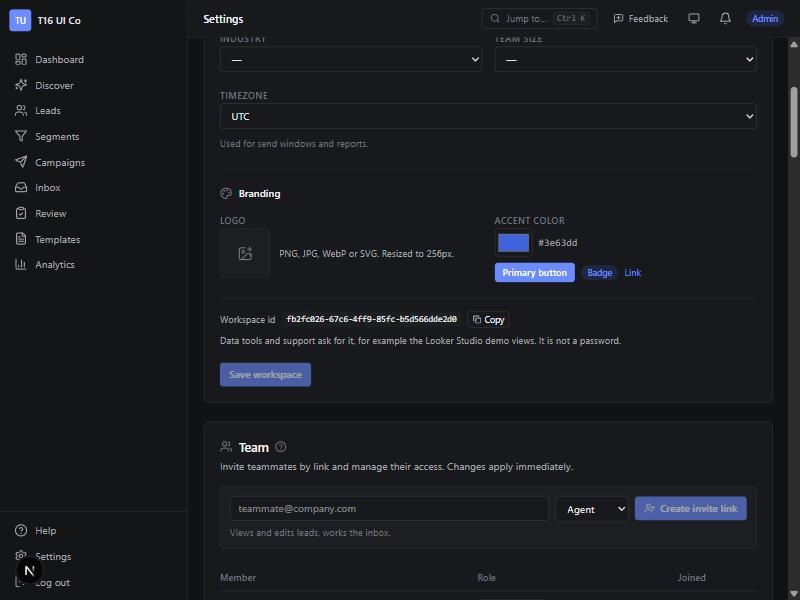 TU T16 UI Co
Settings
Jump to... Ctrl K
Feedback
Admin
Dashboard
Discover
Leads
Segments
Campaigns
Inbox
Review
Templates
Analytics
Help
Settings
N
Log out
INDUSTRY TEAM SIZE
— —
TIMEZONE
UTC
Used for send windows and reports.
Branding
LOGO ACCENT COLOR
PNG, JPG, WebP or SVG. Resized to 256px.
#3e63dd
Primary button Badge Link
Workspace id fb2fc026-67c6-4ff9-85fc-b5d566dde2d0 Copy
Data tools and support ask for it, for example the Looker Studio demo views. It is not a password.
Save workspace
Team
Invite teammates by link and manage their access. Changes apply immediately.
teammate@company.com Agent Create invite link
Views and edits leads, works the inbox.
Member Role Joined